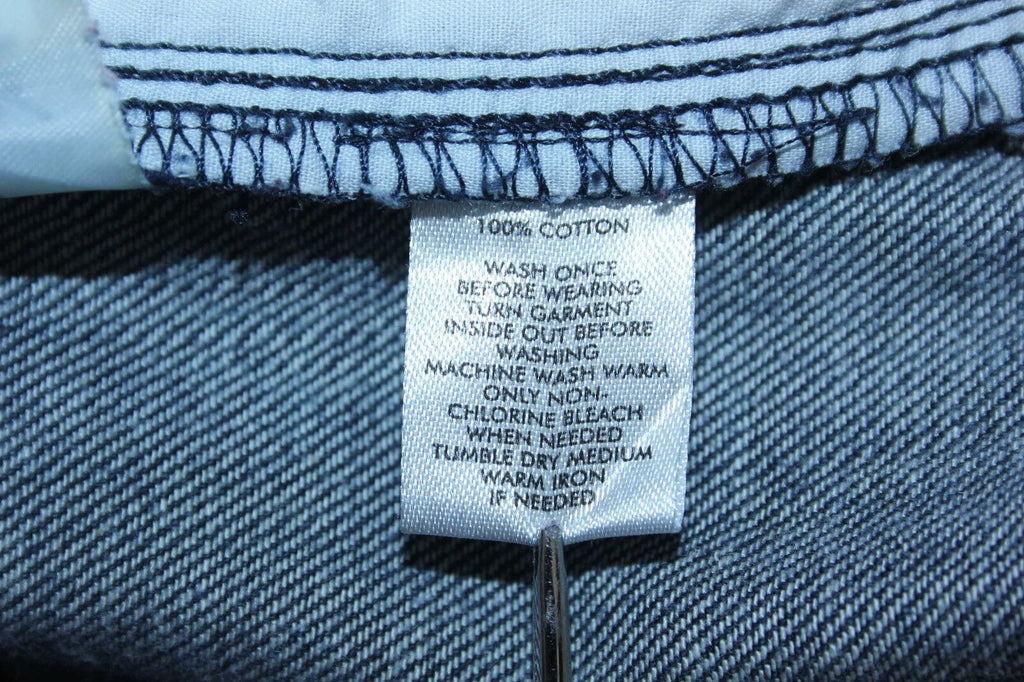 100% COTTON
WASH ONCE
BEFORE WEARING
TURN GARMENT
INSIDE OUT BEFORE
WASHING
MACHINE WASH WARM
ONLY NON-
CHLORINE BLEACH
WHEN NEEDED
TUMBLE DRY MEDIUM
WARM IRON
IF NEEDED